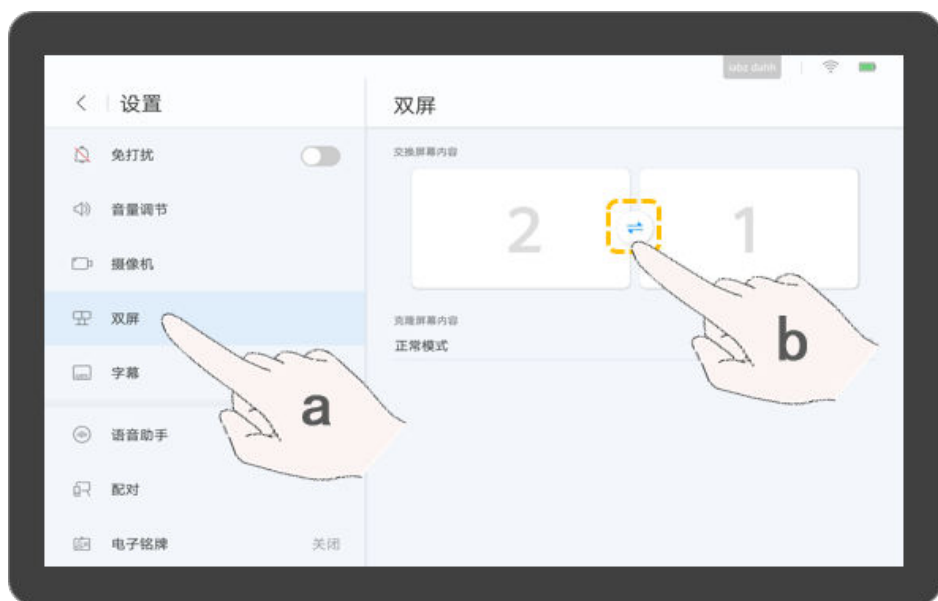 设置
免打扰
音量调节
摄像机
双屏
字幕
语音助手
配对
电子铭牌 关闭
双屏
交换屏幕内容
2 1
克隆屏幕内容
正常模式
a
b